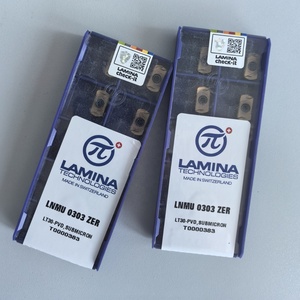 LAMINA
check-it
π
LAMINA
TECHNOLOGIES
MADE IN SWITZERLAND
LNMU 0303 ZER
LT30-PVD, SUBMICRON
T0000383
LAMINA
check-it
π
LAMINA
TECHNOLOGIES
MADE IN SWITZERLAND
LNMU 0303 ZER
LT30-PVD, SUBMICRON
T0000383